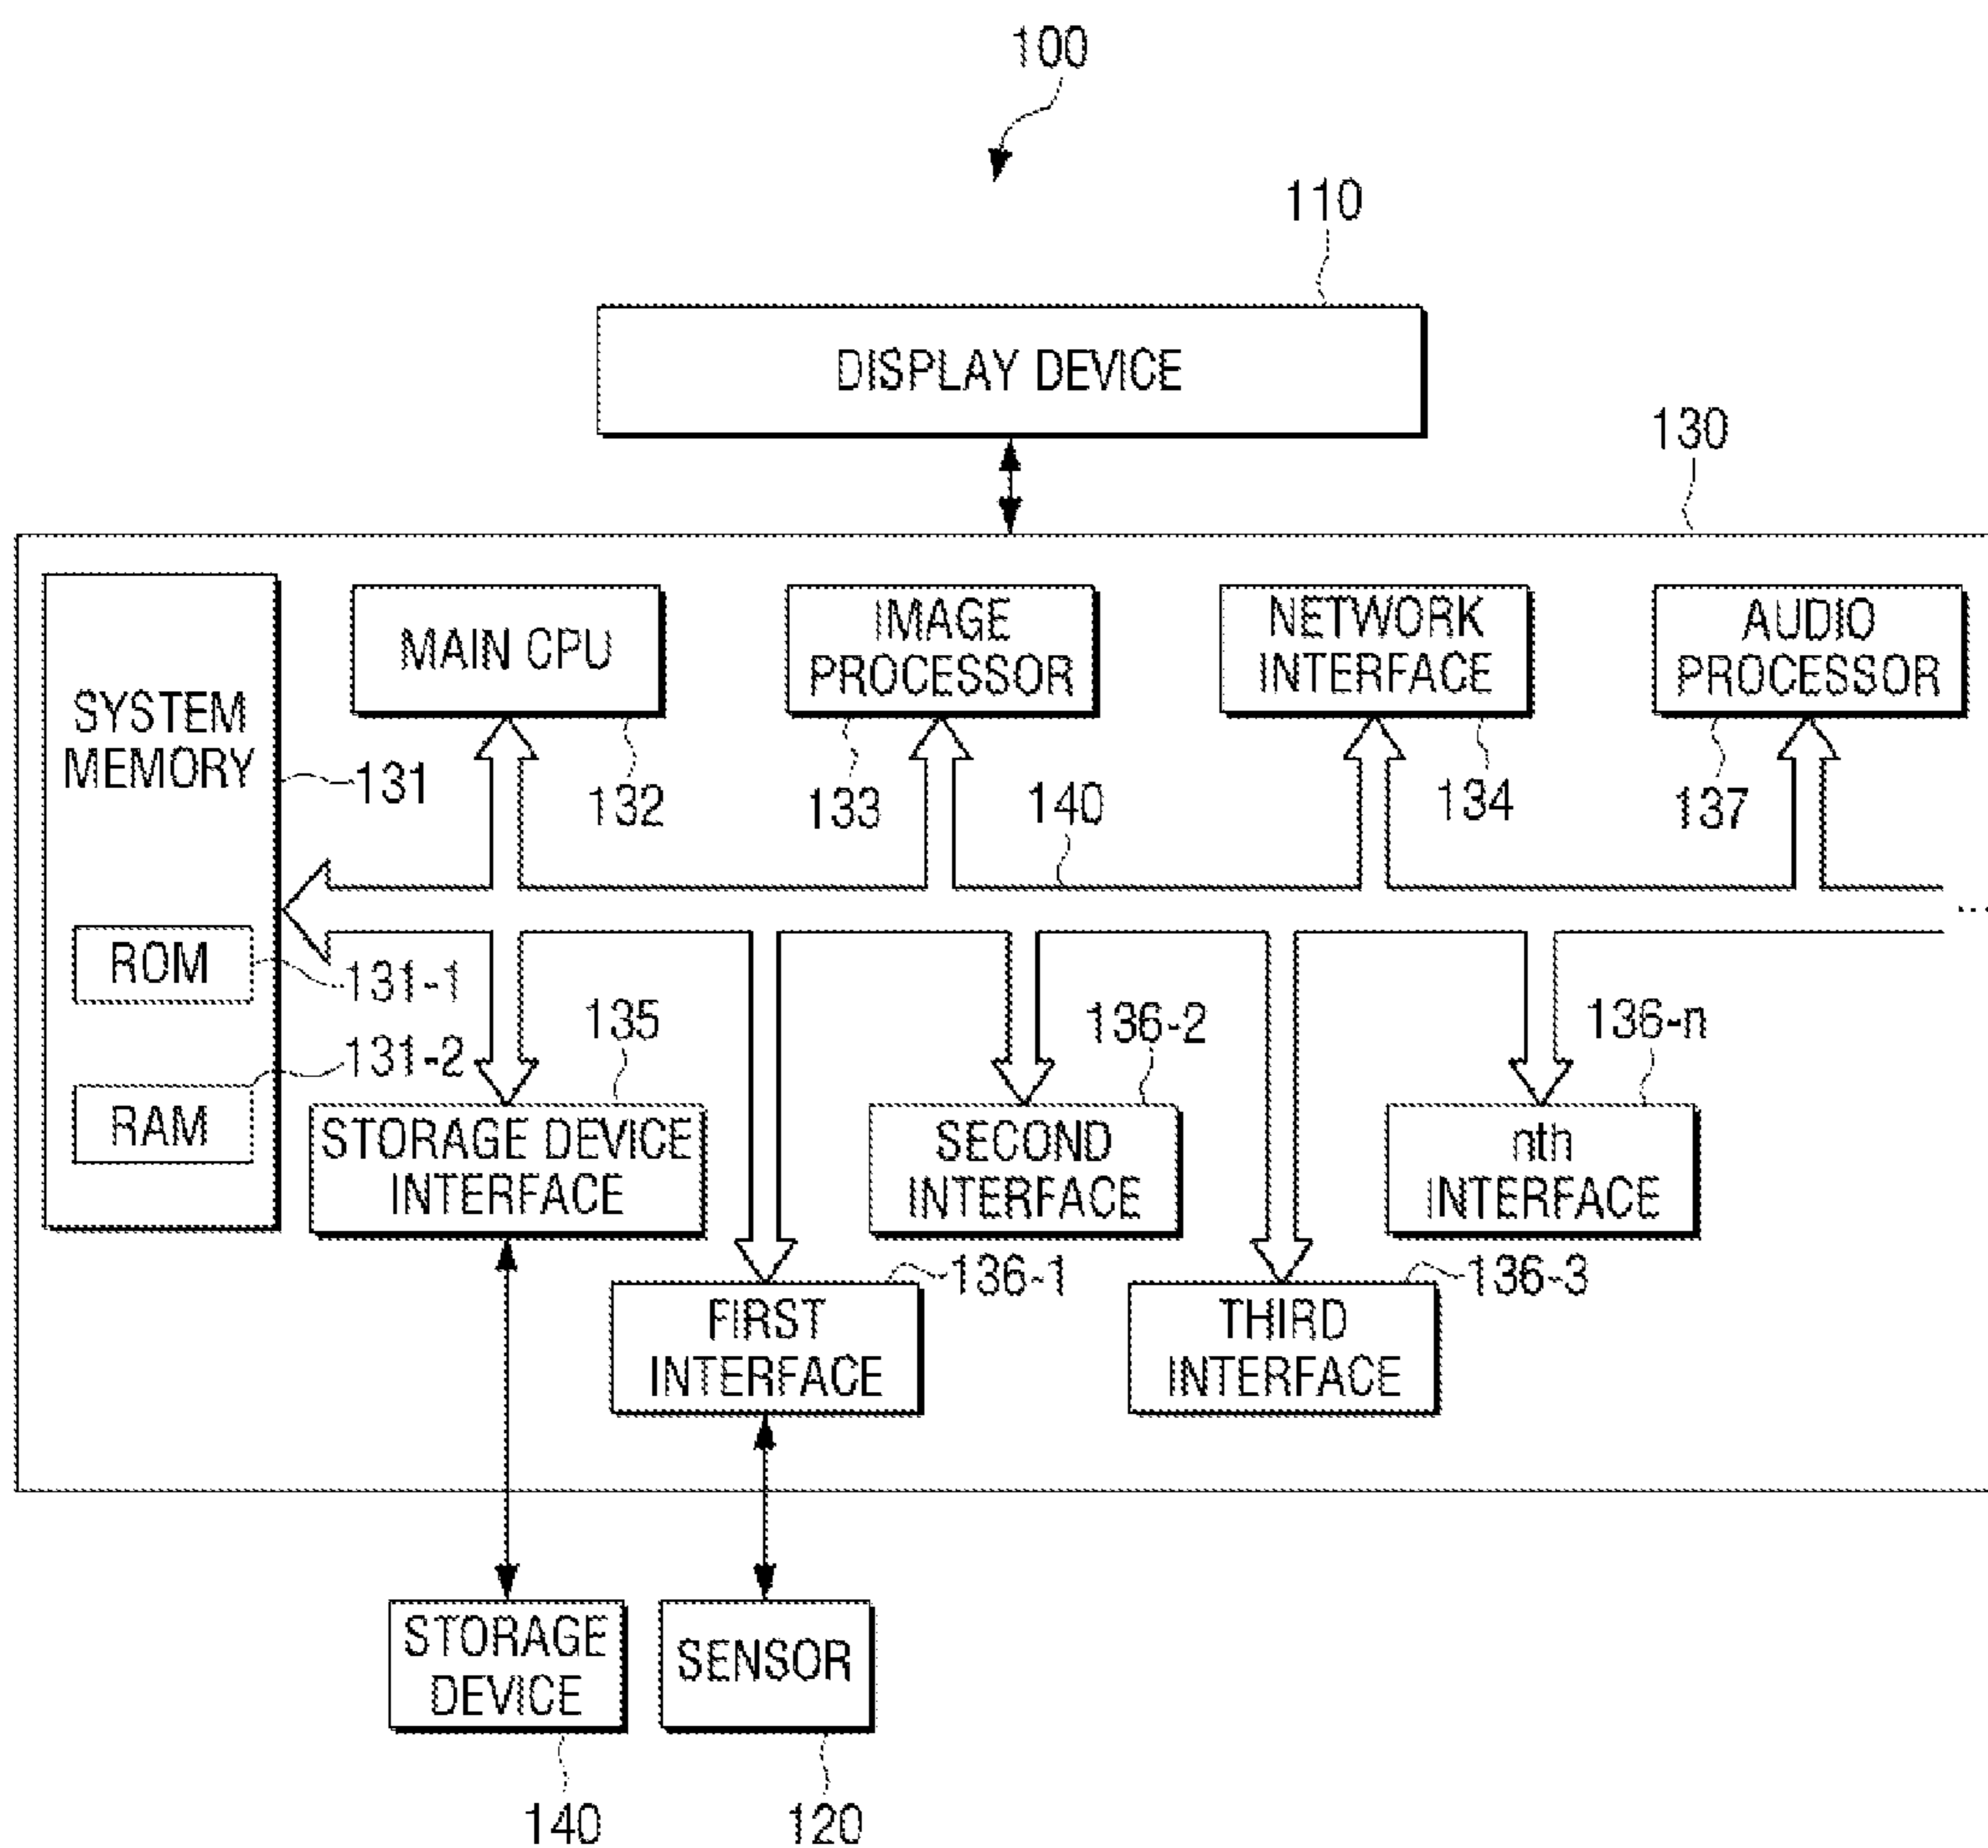 100
110
DISPLAY DEVICE
130
SYSTEM
MEMORY
131
MAIN CPU
132
IMAGE
PROCESSOR
133
NETWORK
INTERFACE
134
AUDIO
PROCESSOR
137
140
...
ROM
131-1
RAM
131-2
135
STORAGE DEVICE
INTERFACE
136-2
SECOND
INTERFACE
136-n
nth
INTERFACE
136-1
FIRST
INTERFACE
136-3
THIRD
INTERFACE
STORAGE
DEVICE
140
SENSOR
120